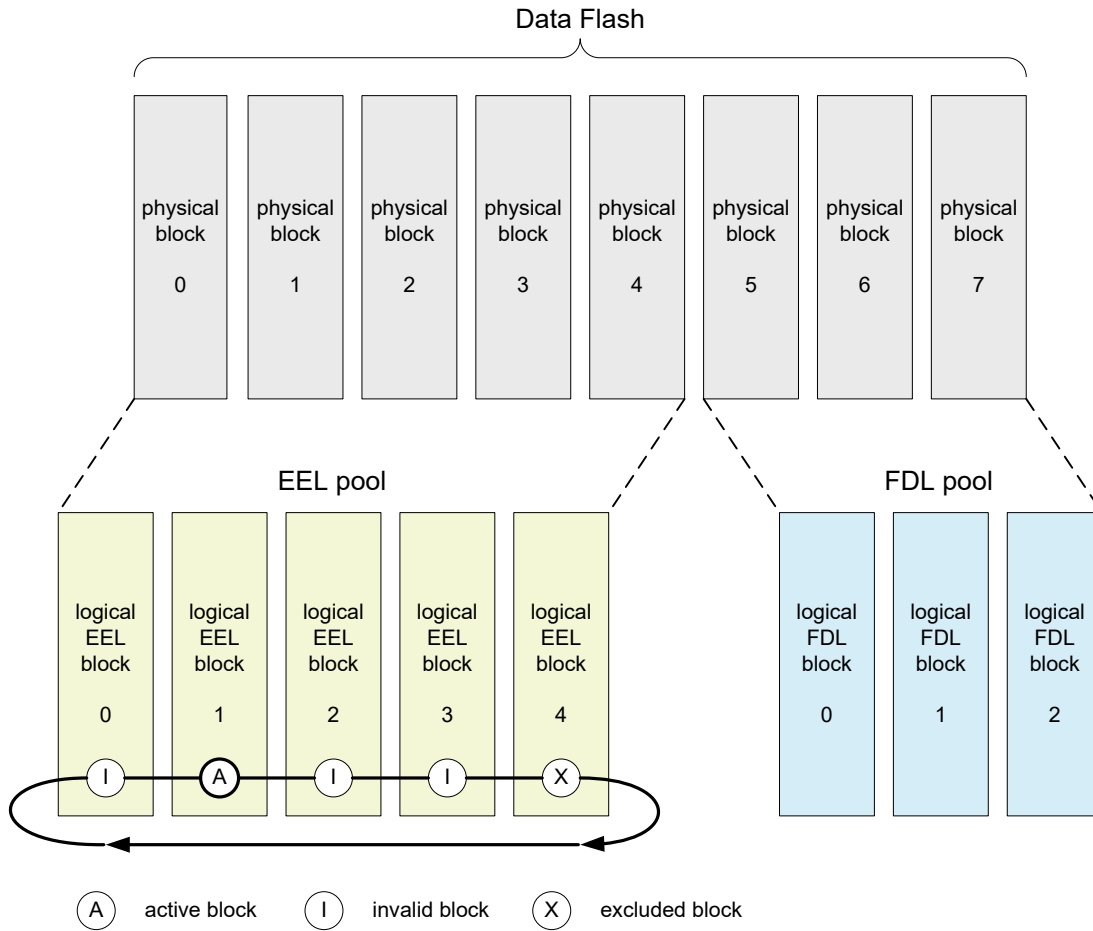 Data Flash
physical
block
0
physical
block
1
physical
block
2
physical
block
3
physical
block
4
physical
block
5
physical
block
6
physical
block
7
EEL pool
FDL pool
logical
EEL
block
0
logical
EEL
block
1
logical
EEL
block
2
logical
EEL
block
3
logical
EEL
block
4
logical
FDL
block
0
logical
FDL
block
1
logical
FDL
block
2
I
A
I
I
X
A active block
I invalid block
X excluded block